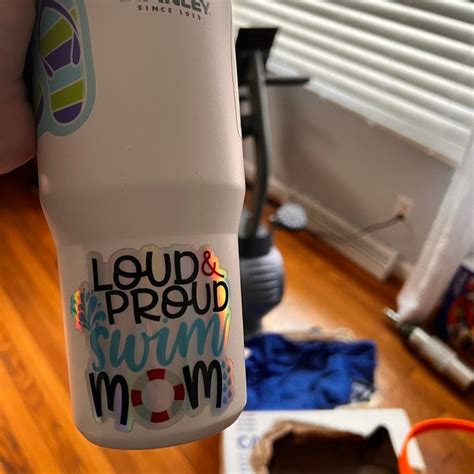 STANLEY
SINCE 1913
LOUD &
PROUD
swim
MOM